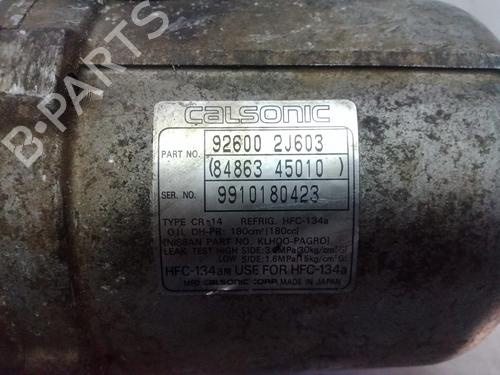 CALSONIC
PART NO. 92600 2J603
(84863 45010)
SER. NO. 9910180423
TYPE CR-14 REFRIG. HFC-134a
OIL DH-PR: 180cm³(180cc)
(NISSAN PART NO. KLH00-PAGR0)
LEAK TEST HIGH SIDE: 3.0MPa(30kg/cm²G)
LOW SIDE: 1.6MPa(16kg/cm²G)
HFC-134aм USE FOR HFC-134a
MFD. CALSONIC CORP. MADE IN JAPAN
B-PARTS